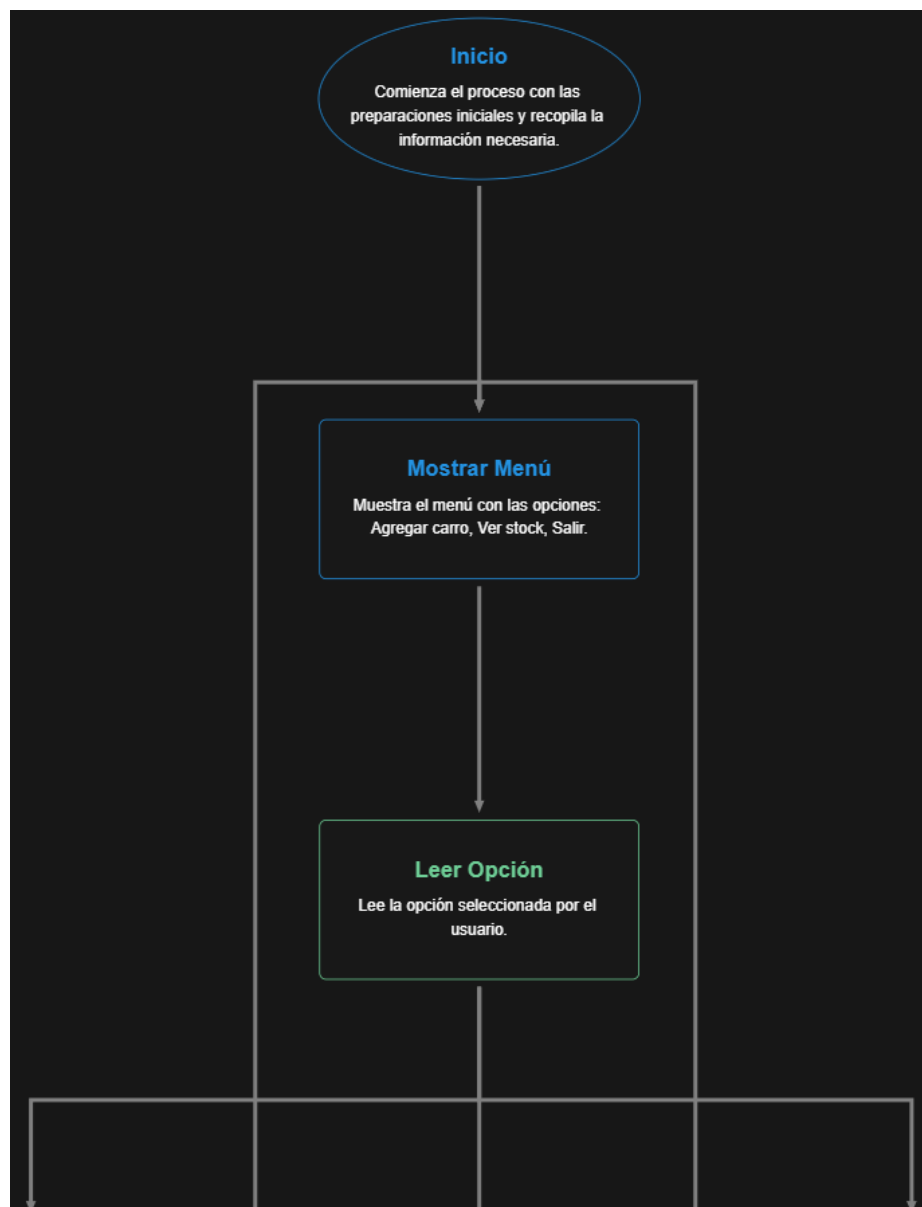 Inicio
Comienza el proceso con las
preparaciones iniciales y recopila la
información necesaria.
Mostrar Menú
Muestra el menú con las opciones:
Agregar carro, Ver stock, Salir.
Leer Opción
Lee la opción seleccionada por el
usuario.